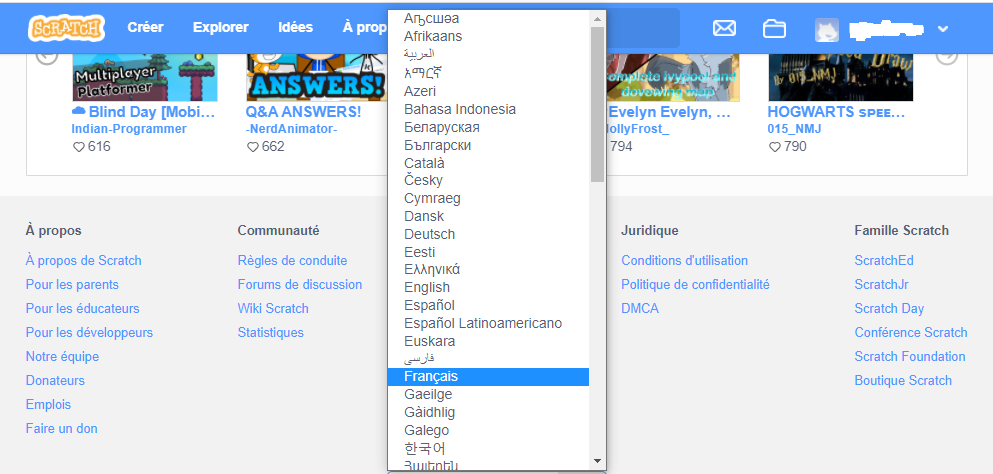 SCRATCH
Créer
Explorer
Idées
À prop
Multiplayer
Platformer
Blind Day [Mobi...
Indian-Programmer
616
ANSWERS!
Q&A ANSWERS!
-NerdAnimator-
662
complete ivypool and
dovewing map
Evelyn Evelyn, ...
ollyFrost_
794
BY 015_NMJ
HOGWARTS SPEE...
015_NMJ
790
Аҧсшәа
Afrikaans
العربية
አማርኛ
Azeri
Bahasa Indonesia
Беларуская
Български
Català
Česky
Cymraeg
Dansk
Deutsch
Eesti
Ελληνικά
English
Español
Español Latinoamericano
Euskara
فارسی
Français
Gaeilge
Gàidhlig
Galego
한국어
Հայերեն
À propos
À propos de Scratch
Pour les parents
Pour les éducateurs
Pour les développeurs
Notre équipe
Donateurs
Emplois
Faire un don
Communauté
Règles de conduite
Forums de discussion
Wiki Scratch
Statistiques
Juridique
Conditions d'utilisation
Politique de confidentialité
DMCA
Famille Scratch
ScratchEd
ScratchJr
Scratch Day
Conférence Scratch
Scratch Foundation
Boutique Scratch